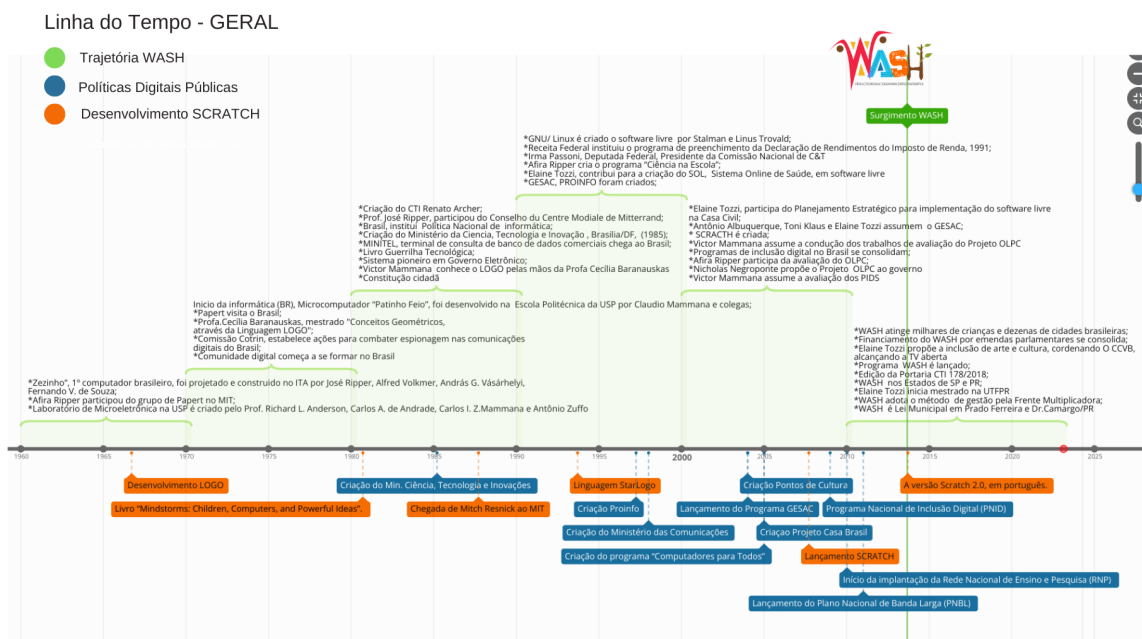 Linha do Tempo - GERAL
Trajetória WASH
Políticas Digitais Públicas
Desenvolvimento SCRATCH
WASH
Surgimento WASH
*GNU/ Linux é criado o software livre  por Stalman e Linus Trovald;
*Receita Federal instituiu o programa de preenchimento da Declaração de Rendimentos do Imposto de Renda, 1991;
*Irma Passoni, Deputada Federal, Presidente da Comissão Nacional de C&T
*Afira Ripper cria o programa “Ciência na Escola”;
*Elaine Tozzi, contribui para a criação do SOL,  Sistema Online de Saúde, em software livre
*GESAC, PROINFO foram criados;
*Criação do CTI Renato Archer;
*Prof. José Ripper, participou do Conselho du Centre Modiale de Mitterrand;
*Brasil, institui  Política Nacional de  informática;
*Criação do Ministério da Ciencia, Tecnologia e Inovação , Brasilia/DF,  (1985);
*MINITEL, terminal de consulta de banco de dados comerciais chega ao Brasil;
*Livro Guerrilha Tecnológica;
*Sistema pioneiro em Governo Eletrônico;
*Victor Mammana  conhece o LOGO pelas mãos da Profa Cecília Baranauskas
*Constituição cidadã
*Elaine Tozzi, participa do Planejamento Estratégico para implementação do software livre
na Casa Civil;
*Antônio Albuquerque, Toni Klaus e Elaine Tozzi assumem  o GESAC;
* SCRACTH é criada;
*Victor Mammana assume a condução dos trabalhos de avaliação do Projeto OLPC
*Programas de inclusão digital no Brasil se consolidam;
*Afira Ripper participa da avaliação do OLPC;
*Nicholas Negroponte propõe o Projeto  OLPC ao governo
*Victor Mammana assume a avaliação dos PIDS
Inicio da informática (BR), Microcomputador “Patinho Feio”, foi desenvolvido na  Escola Politécnica da USP por Claudio Mammana e colegas;
*Papert visita o Brasil;
*Profa.Cecília Baranauskas, mestrado "Conceitos Geométricos,
através da Linguagem LOGO";
*Comissão Cotrin, estabelece ações para combater espionagem nas comunicações
digitais do Brasil;
*Comunidade digital começa a se formar no Brasil
*WASH atinge milhares de crianças e dezenas de cidades brasileiras;
*Financiamento do WASH por emendas parlamentares se consolida;
*Elaine Tozzi propõe a inclusão de arte e cultura, cordenando O CCVB,
alcançando a TV aberta
*Programa  WASH é lançado;
*Edição da Portaria CTI 178/2018;
*WASH  nos Estados de SP e PR;
*Elaine Tozzi inicia mestrado na UTFPR
*WASH adota o método  de gestão pela Frente Multiplicadora;
*WASH  é Lei Municipal em Prado Ferreira e Dr.Camargo/PR
*Zezinho”, 1º computador brasileiro, foi projetado e construido no ITA por José Ripper, Alfred Volkmer, András G. Vásárhelyi,
Fernando V. de Souza;
*Afira Ripper participou do grupo de Papert no MIT;
*Laboratório de Microeletrônica na USP é criado pelo Prof. Richard L. Anderson, Carlos A. de Andrade, Carlos I. Z.Mammana e Antônio Zuffo
1960 1965 1970 1975 1980 1985 1990 1995 2000 2005 2010 2015 2020 2025
Desenvolvimento LOGO
Criação do Min. Ciência, Tecnologia e Inovações
Linguagem StarLogo
Criação Pontos de Cultura
A versão Scratch 2.0, em português.
Livro “Mindstorms: Children, Computers, and Powerful Ideas”.
Chegada de Mitch Resnick ao MIT
Criação Proinfo
Lançamento do Programa GESAC
Programa Nacional de Inclusão Digital (PNID)
Criação do Ministério das Comunicações
Criaçao Projeto Casa Brasil
Criação do programa “Computadores para Todos”
Lançamento SCRATCH
Início da implantação da Rede Nacional de Ensino e Pesquisa (RNP)
Lançamento do Plano Nacional de Banda Larga (PNBL)